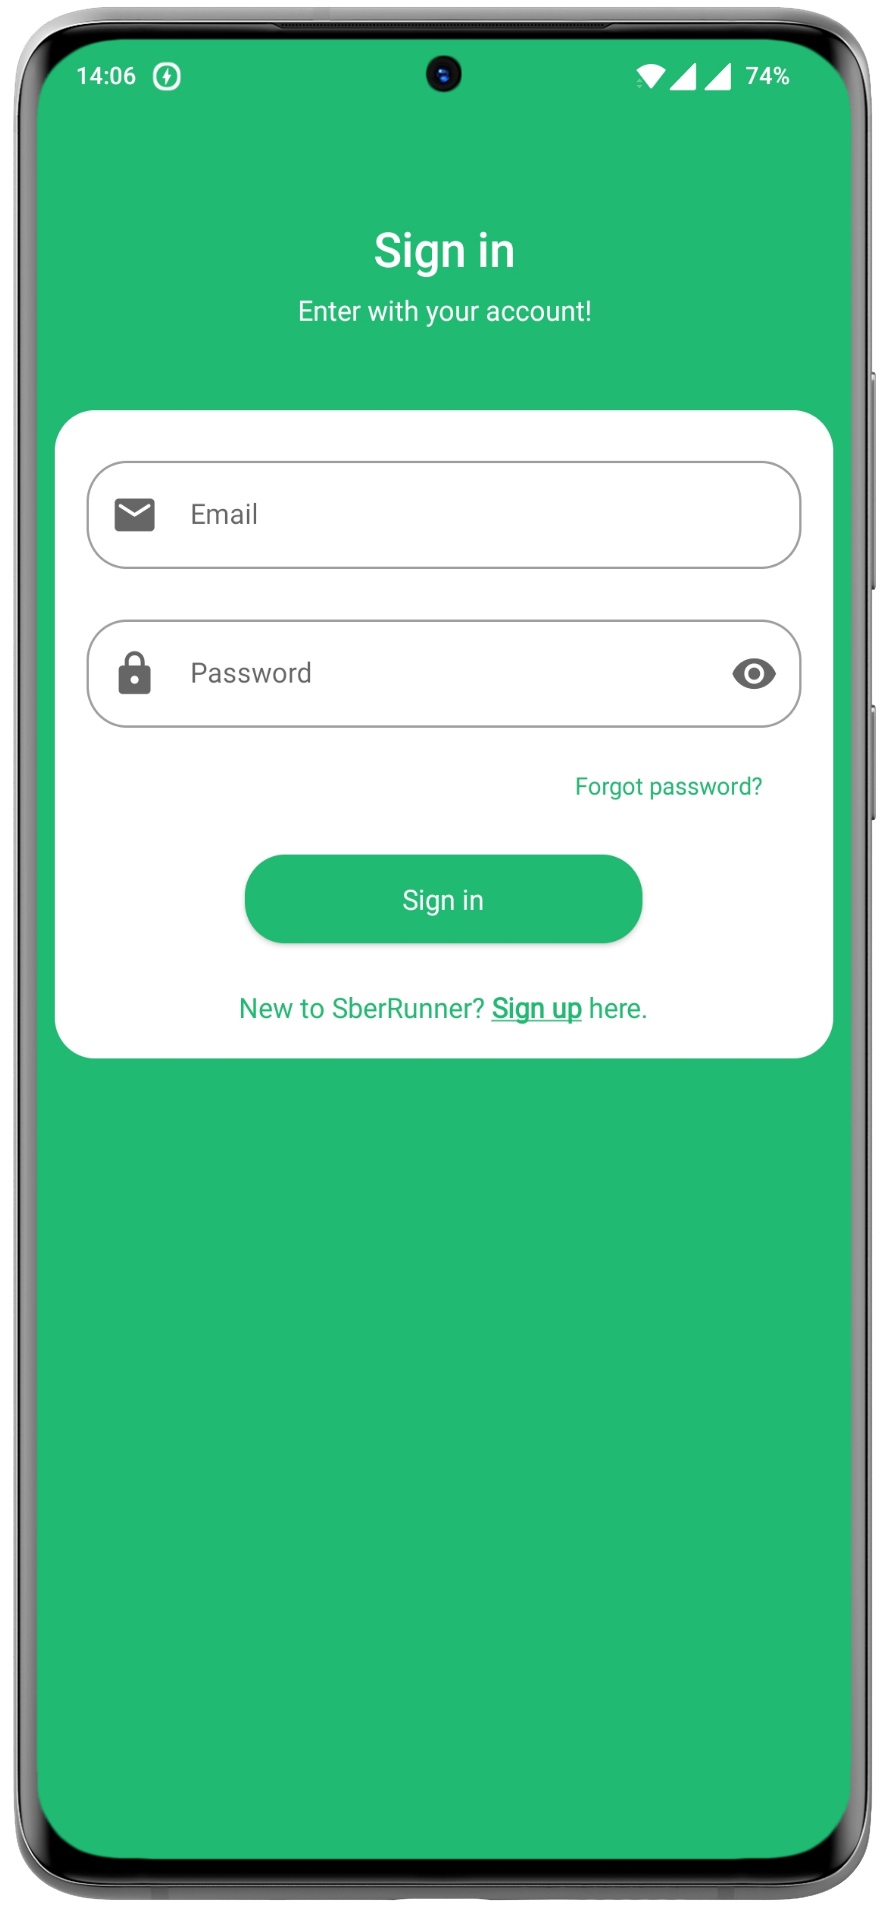 14:06 74%
Sign in
Enter with your account!
Email
Password
Forgot password?
Sign in
New to SberRunner? Sign up here.